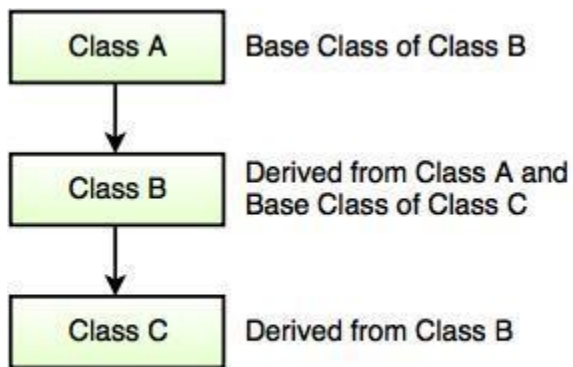 Class A
Base Class of Class B
Class B
Derived from Class A and
Base Class of Class C
Class C
Derived from Class B